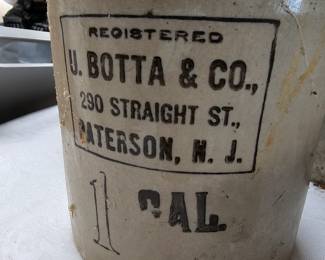 REGISTERED
U. BOTTA & CO.,
290 STRAIGHT ST.,
PATERSON, N. J.
1 GAL.